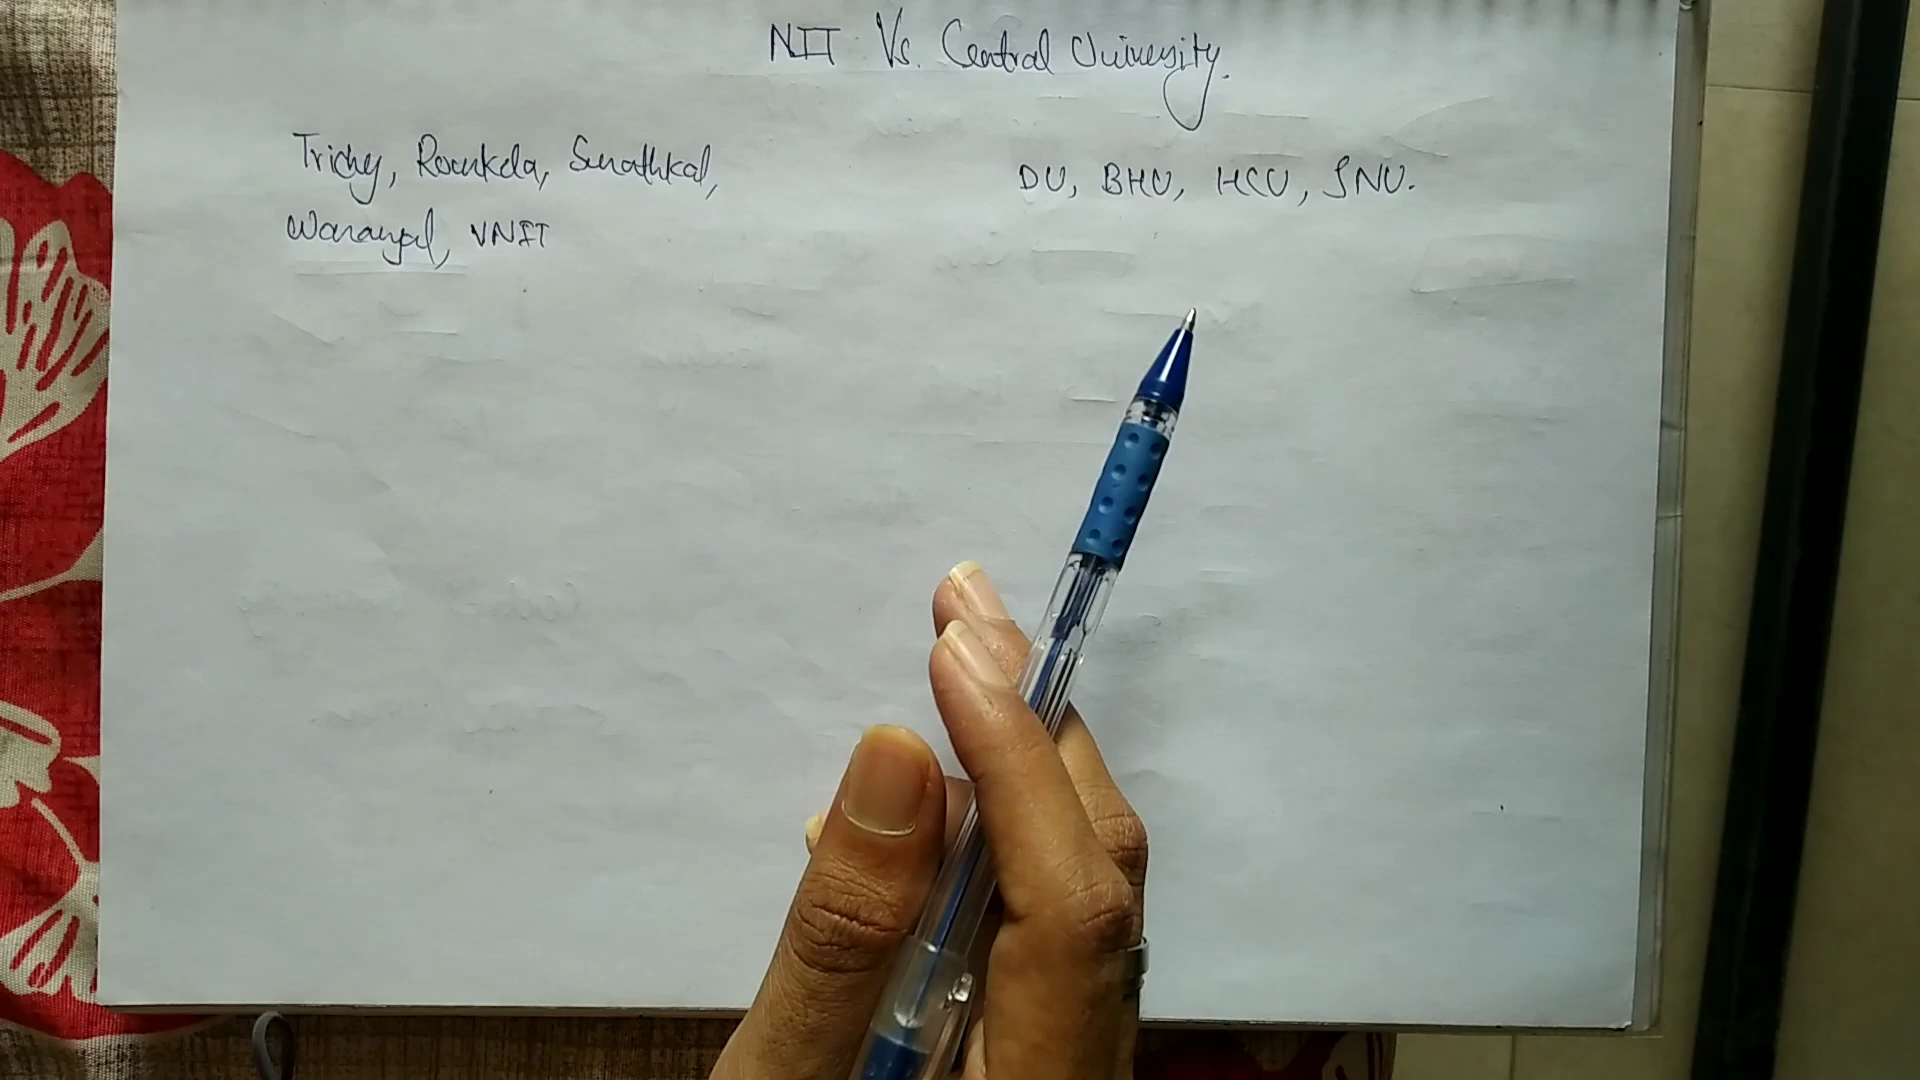 NIT Vs. Central University.
Trichy, Rourkela, Surathkal,
Warangal, VNIT
DU, BHU, HCU, JNU.